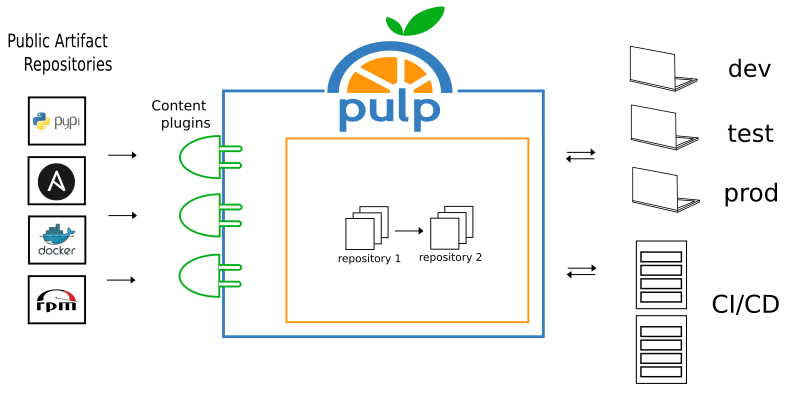 Public Artifact
Repositories
pypi
docker
rpm
Content
plugins
pulp
repository 1
repository 2
dev
test
prod
CI/CD